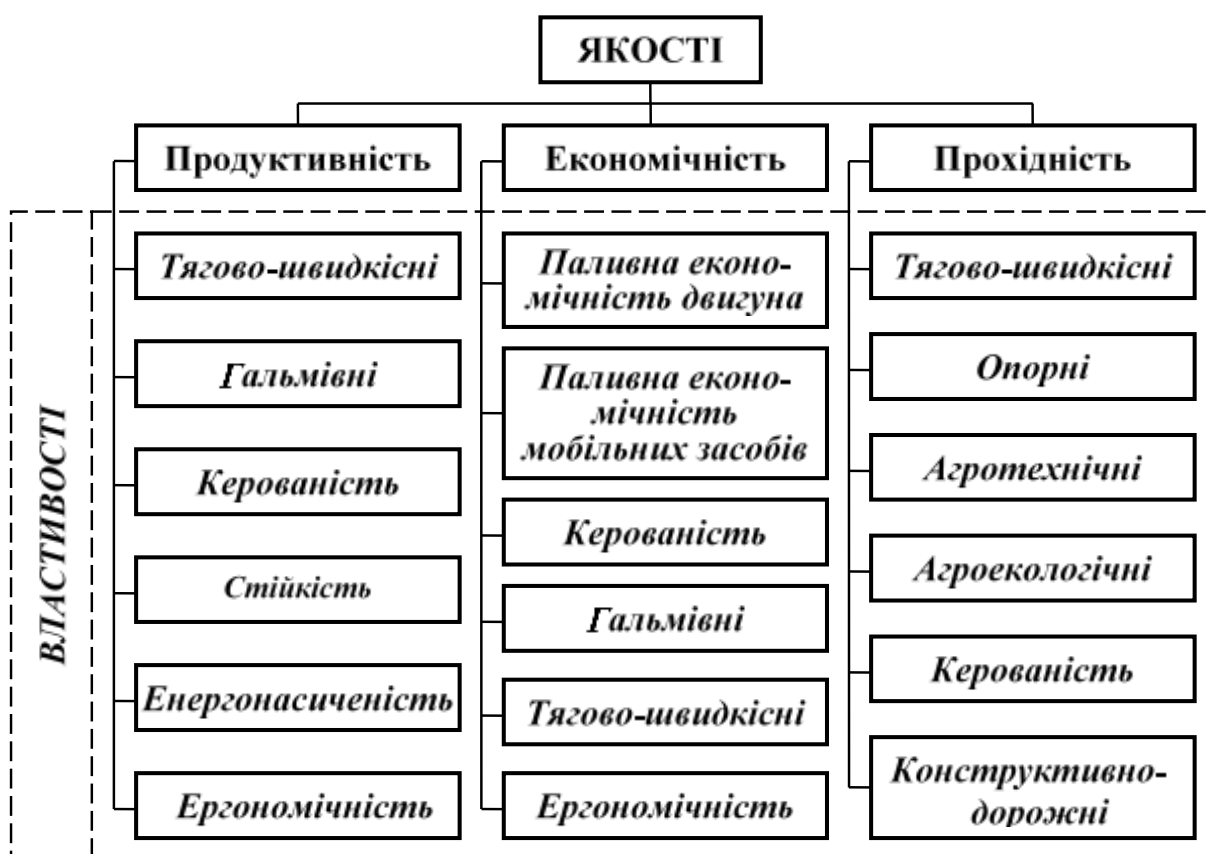 ЯКОСТІ
Продуктивність
Економічність
Прохідність
ВЛАСТИВОСТІ
Тягово-швидкісні
Гальмівні
Керованість
Стійкість
Енергонасиченість
Ергономічність
Паливна еконо-
мічність двигуна
Паливна еконо-
мічність
мобільних засобів
Керованість
Гальмівні
Тягово-швидкісні
Ергономічність
Тягово-швидкісні
Опорні
Агротехнічні
Агроекологічні
Керованість
Конструктивно-
дорожні